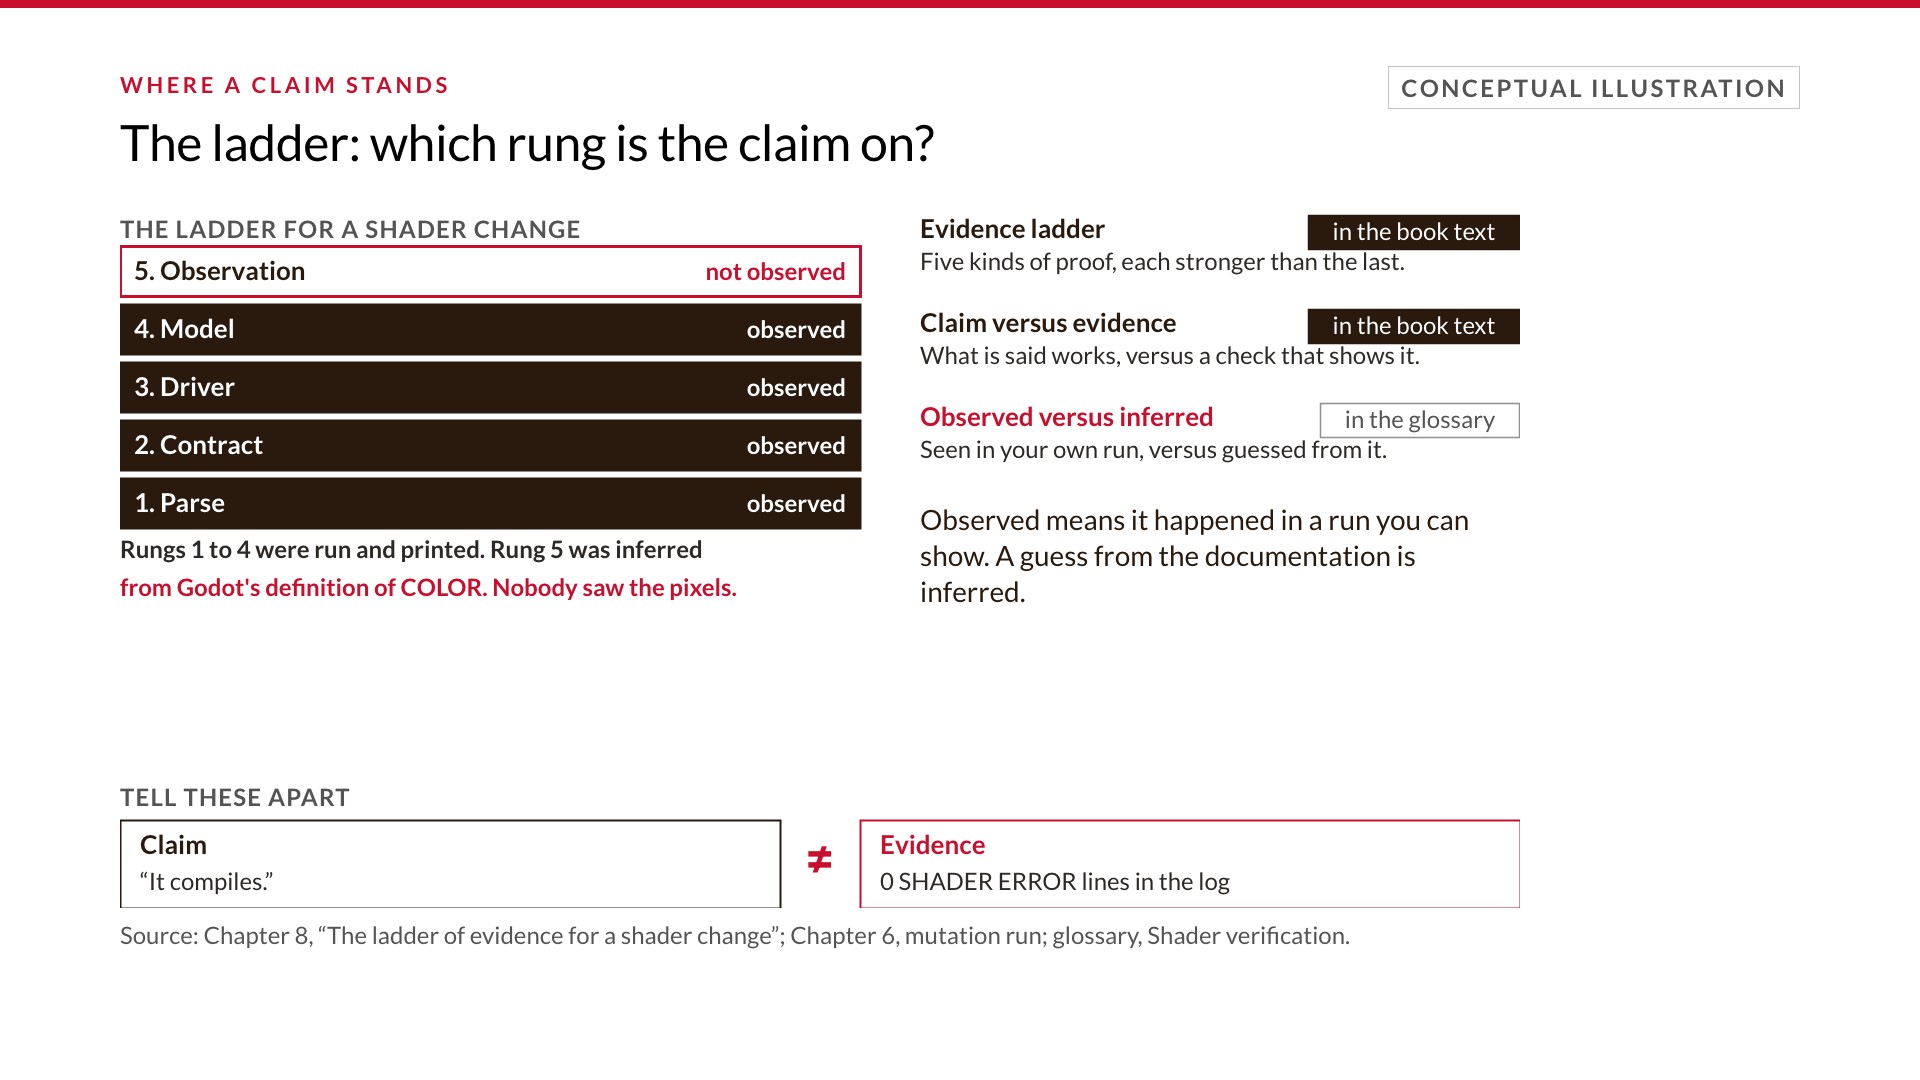 WHERE A CLAIM STANDS
CONCEPTUAL ILLUSTRATION
The ladder: which rung is the claim on?
THE LADDER FOR A SHADER CHANGE
5. Observation not observed
4. Model observed
3. Driver observed
2. Contract observed
1. Parse observed
Rungs 1 to 4 were run and printed. Rung 5 was inferred
from Godot's definition of COLOR. Nobody saw the pixels.
Evidence ladder in the book text
Five kinds of proof, each stronger than the last.
Claim versus evidence in the book text
What is said works, versus a check that shows it.
Observed versus inferred in the glossary
Seen in your own run, versus guessed from it.
Observed means it happened in a run you can
show. A guess from the documentation is
inferred.
TELL THESE APART
Claim
“It compiles.”
≠
Evidence
0 SHADER ERROR lines in the log
Source: Chapter 8, “The ladder of evidence for a shader change”; Chapter 6, mutation run; glossary, Shader verification.